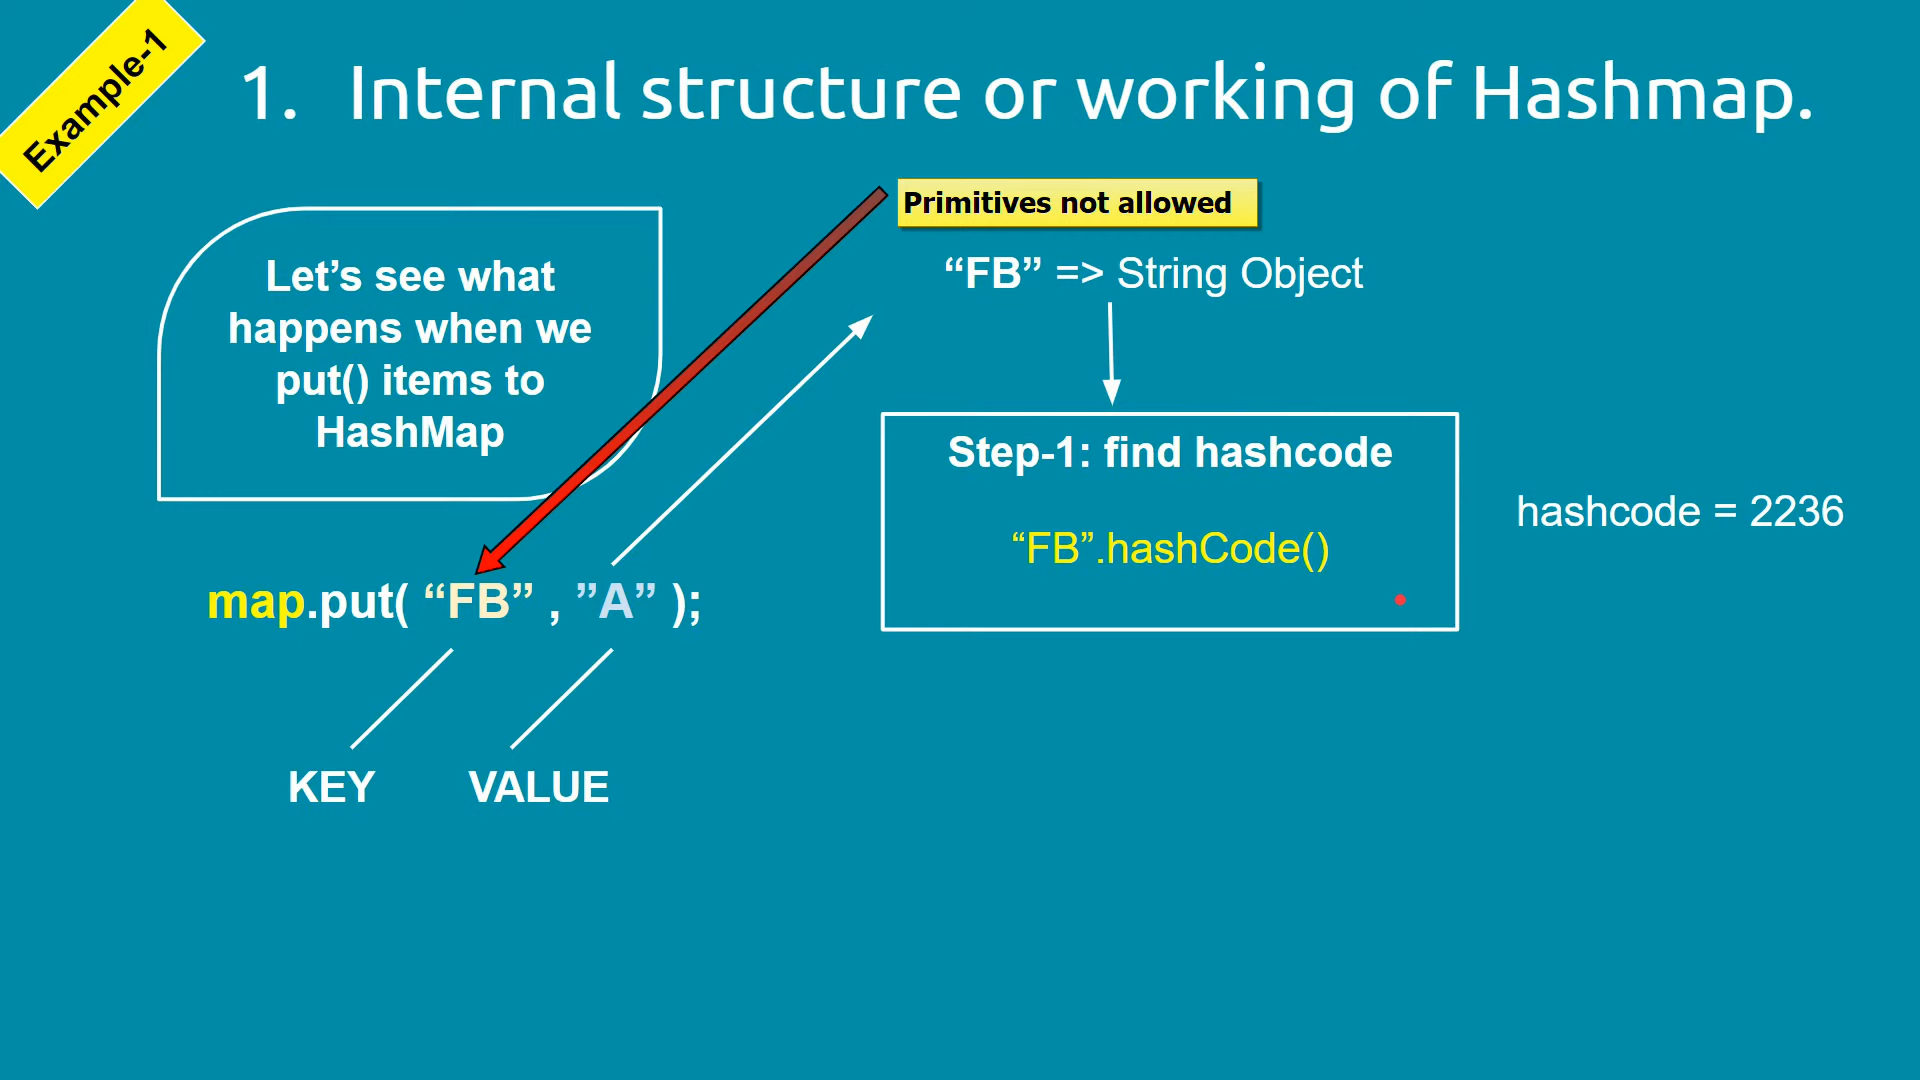 Example-1
1. Internal structure or working of Hashmap.
Primitives not allowed
Let’s see what
happens when we
put() items to
HashMap
“FB” => String Object
Step-1: find hashcode
“FB”.hashCode()
hashcode = 2236
map.put( “FB” , ”A” );
KEY
VALUE